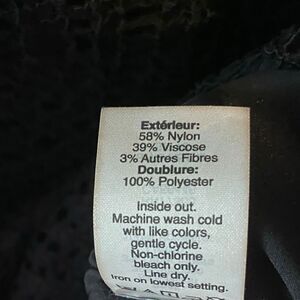 Extérieur:
58% Nylon
39% Viscose
3% Autres Fibres
Doublure:
100% Polyester
Inside out.
Machine wash cold
with like colors,
gentle cycle.
Non-chlorine
bleach only.
Line dry.
Iron on lowest setting.